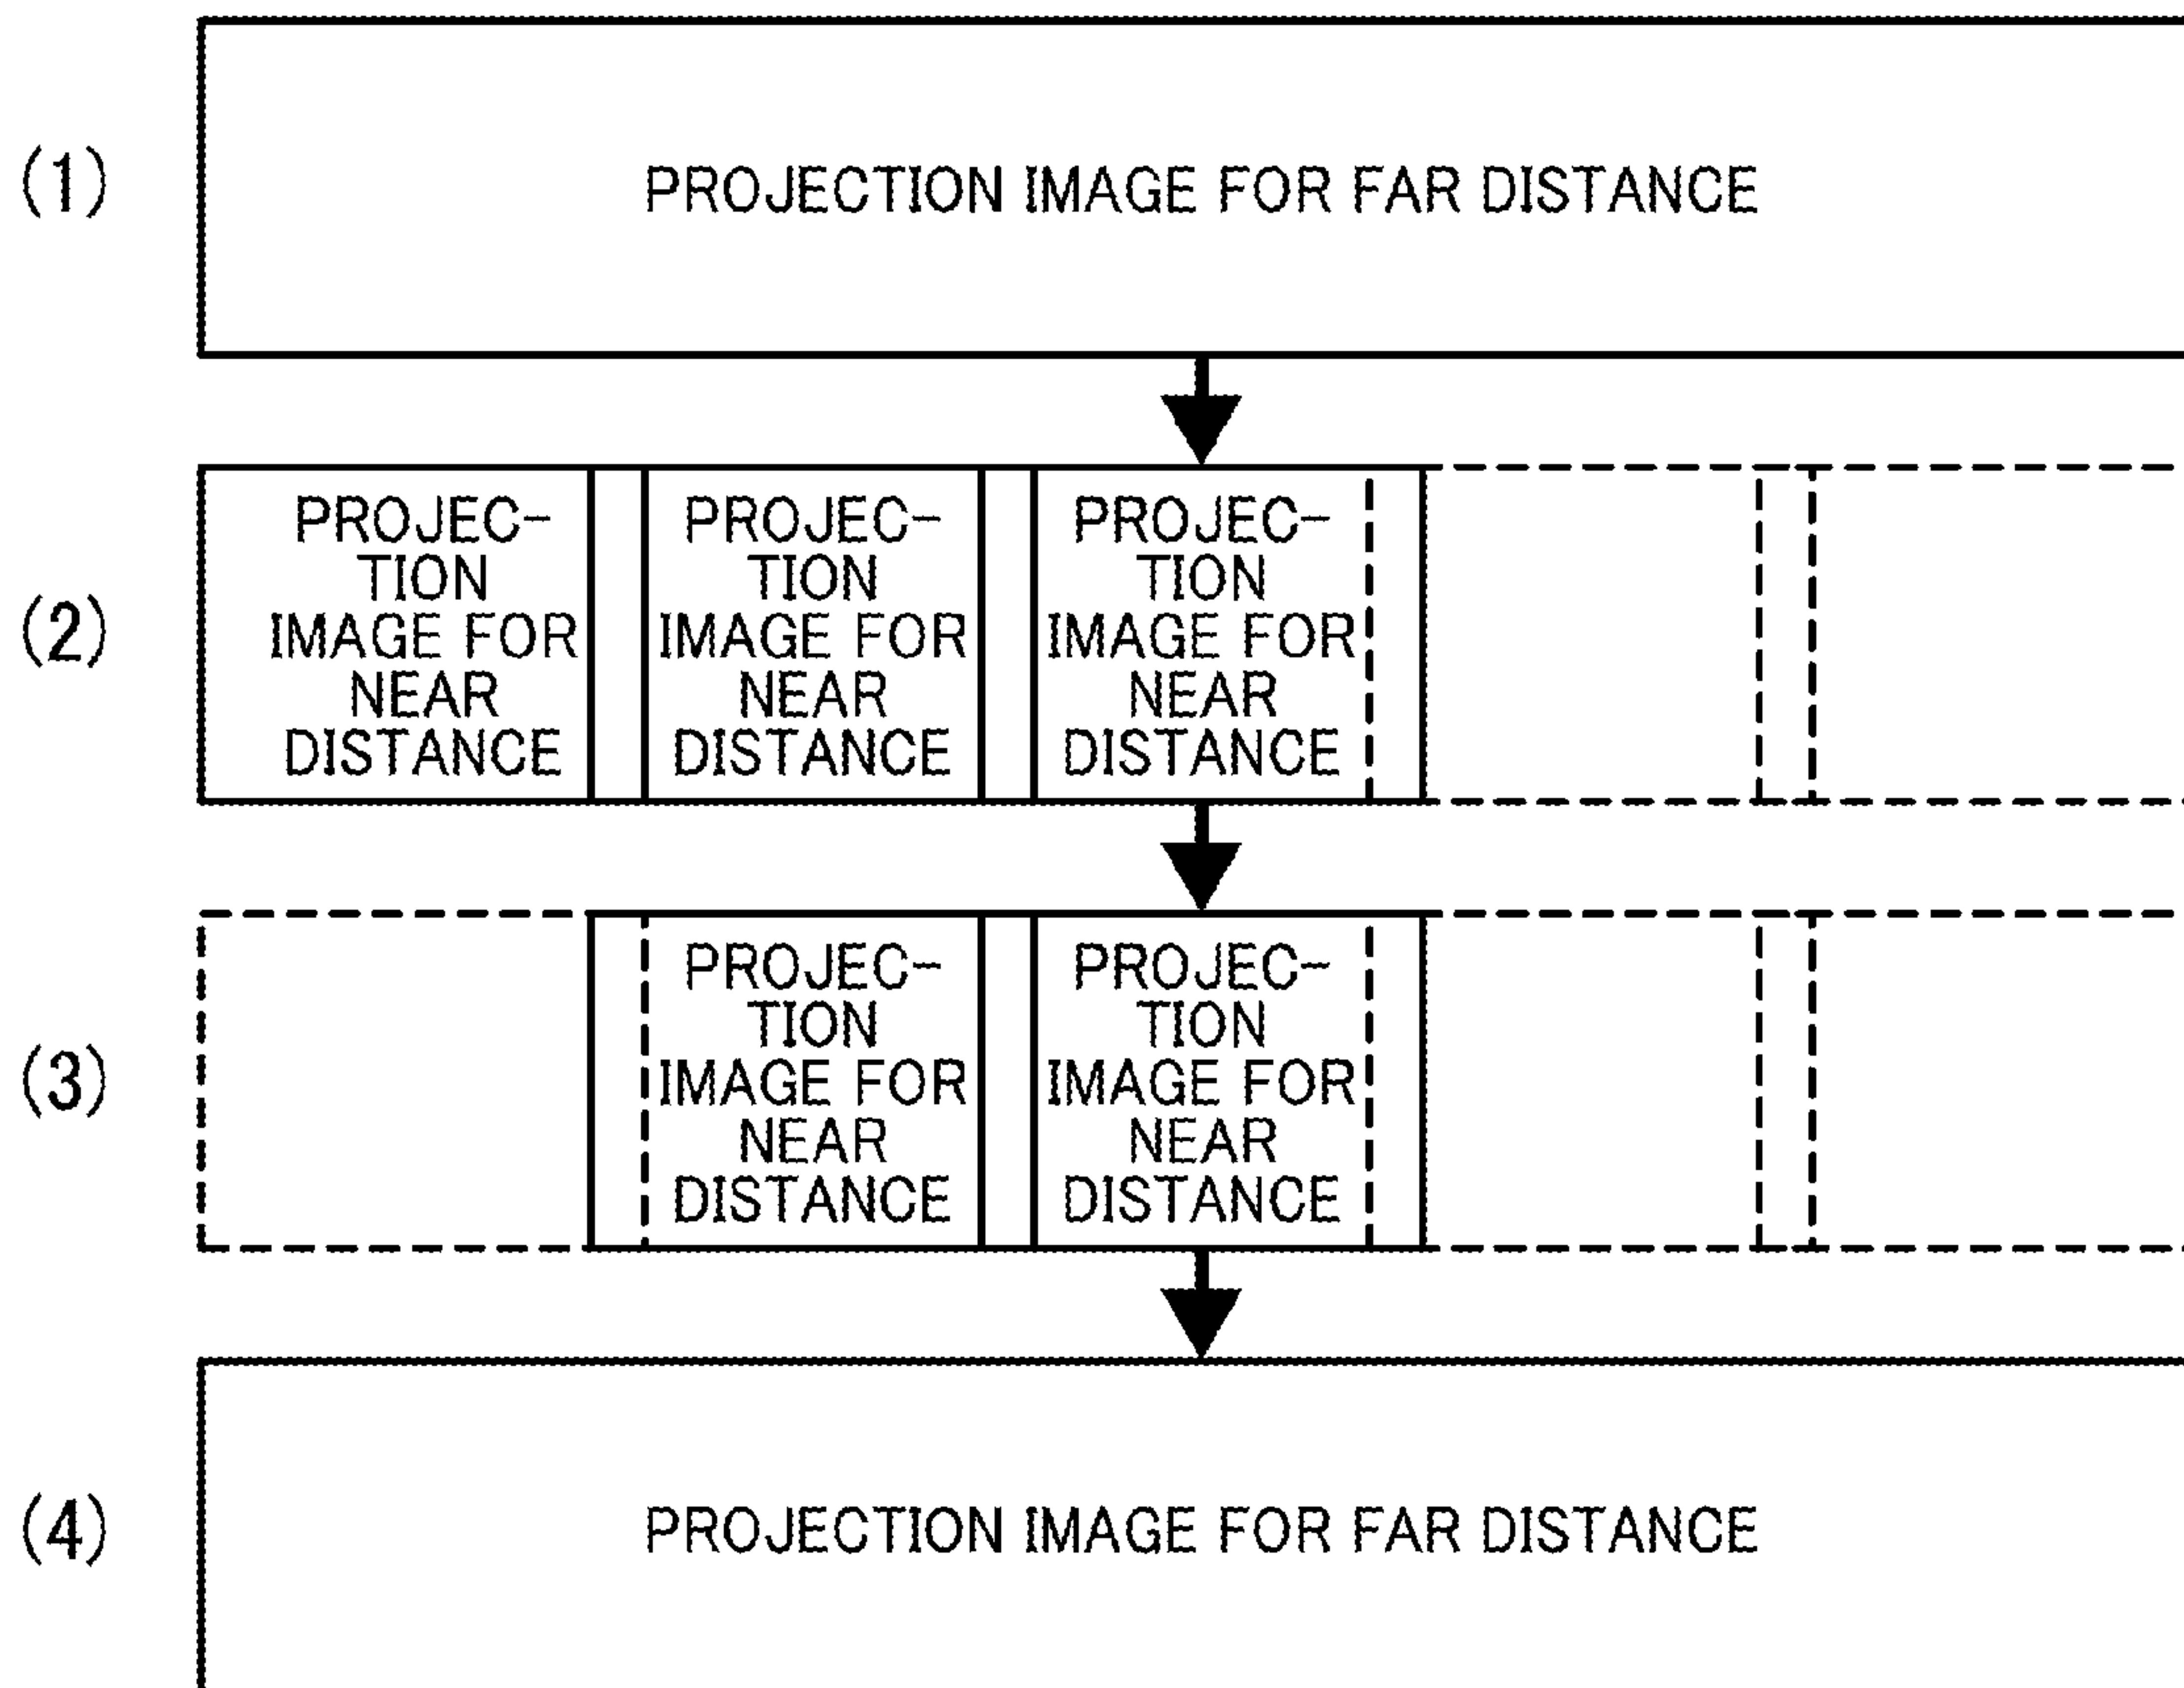 (1)
PROJECTION IMAGE FOR FAR DISTANCE
(2)
PROJEC-
TION
IMAGE FOR
NEAR
DISTANCE
PROJEC-
TION
IMAGE FOR
NEAR
DISTANCE
PROJEC-
TION
IMAGE FOR
NEAR
DISTANCE
(3)
PROJEC-
TION
IMAGE FOR
NEAR
DISTANCE
PROJEC-
TION
IMAGE FOR
NEAR
DISTANCE
(4)
PROJECTION IMAGE FOR FAR DISTANCE